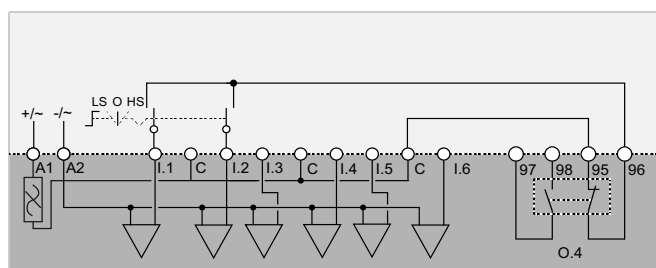 LS O HS
+/~ -/~
A1 A2 I.1 C I.2 I.3 C I.4 I.5 C I.6 97 98 95 96
O.4